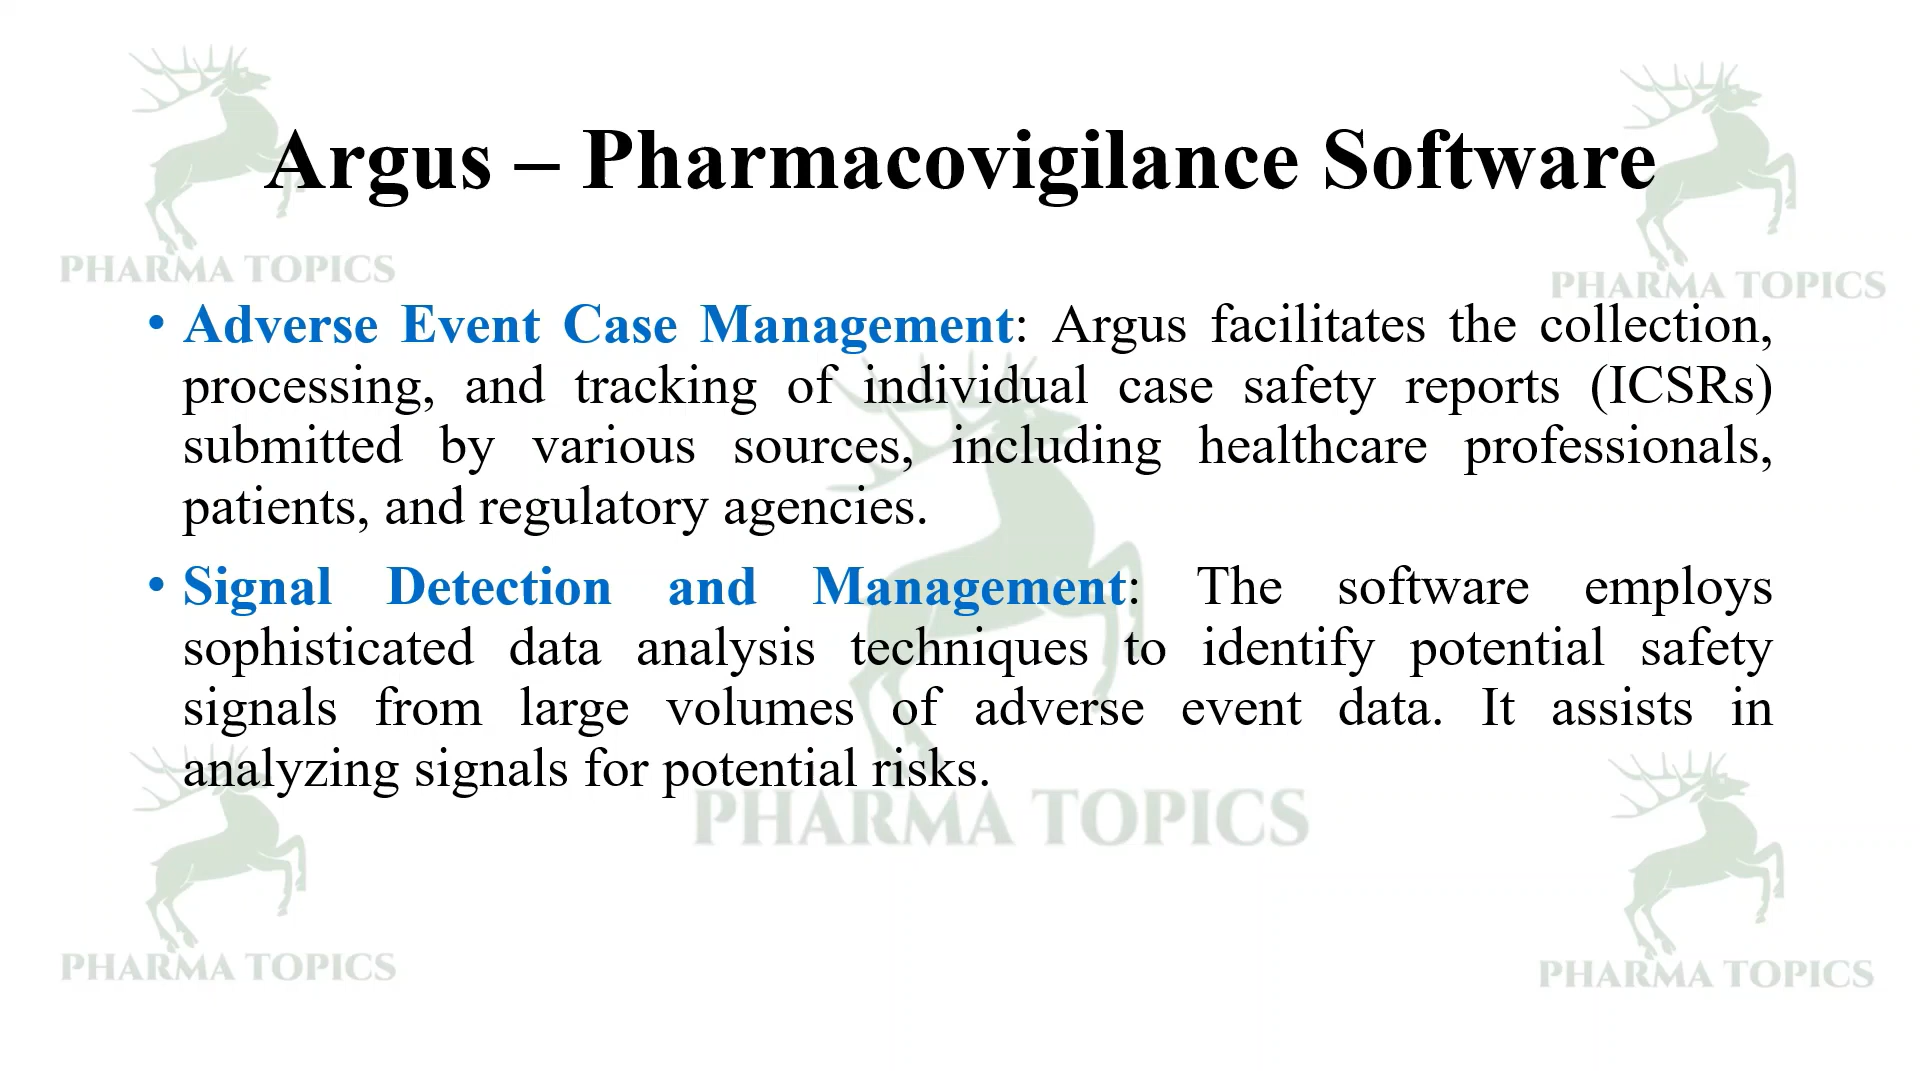 PHARMA TOPICS
PHARMA TOPICS
Argus – Pharmacovigilance Software
• Adverse Event Case Management: Argus facilitates the collection,
processing, and tracking of individual case safety reports (ICSRs)
submitted by various sources, including healthcare professionals,
patients, and regulatory agencies.
• Signal Detection and Management: The software employs
sophisticated data analysis techniques to identify potential safety
signals from large volumes of adverse event data. It assists in
analyzing signals for potential risks.
PHARMA TOPICS
PHARMA TOPICS
PHARMA TOPICS